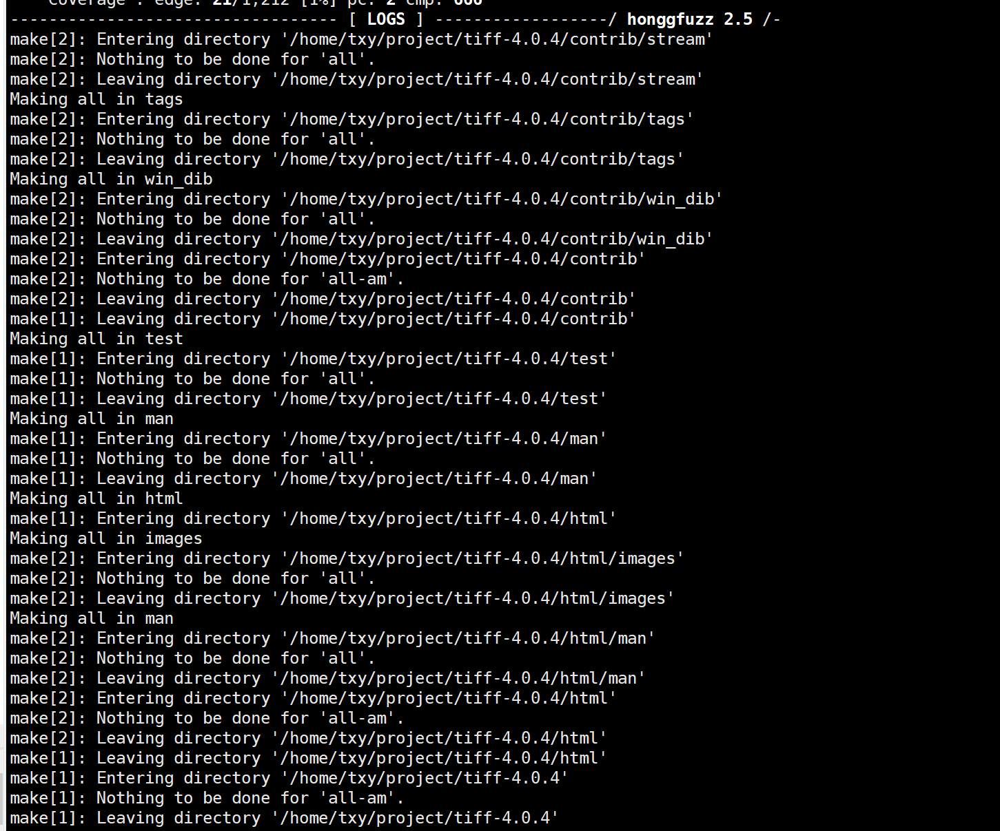 Coverage : edge: 21/1,212 [1%] pc: 2 cmp: 666
---------------------------------- [ LOGS ] ------------------/ honggfuzz 2.5 /-
make[2]: Entering directory '/home/txy/project/tiff-4.0.4/contrib/stream'
make[2]: Nothing to be done for 'all'.
make[2]: Leaving directory '/home/txy/project/tiff-4.0.4/contrib/stream'
Making all in tags
make[2]: Entering directory '/home/txy/project/tiff-4.0.4/contrib/tags'
make[2]: Nothing to be done for 'all'.
make[2]: Leaving directory '/home/txy/project/tiff-4.0.4/contrib/tags'
Making all in win_dib
make[2]: Entering directory '/home/txy/project/tiff-4.0.4/contrib/win_dib'
make[2]: Nothing to be done for 'all'.
make[2]: Leaving directory '/home/txy/project/tiff-4.0.4/contrib/win_dib'
make[2]: Entering directory '/home/txy/project/tiff-4.0.4/contrib'
make[2]: Nothing to be done for 'all-am'.
make[2]: Leaving directory '/home/txy/project/tiff-4.0.4/contrib'
make[1]: Leaving directory '/home/txy/project/tiff-4.0.4/contrib'
Making all in test
make[1]: Entering directory '/home/txy/project/tiff-4.0.4/test'
make[1]: Nothing to be done for 'all'.
make[1]: Leaving directory '/home/txy/project/tiff-4.0.4/test'
Making all in man
make[1]: Entering directory '/home/txy/project/tiff-4.0.4/man'
make[1]: Nothing to be done for 'all'.
make[1]: Leaving directory '/home/txy/project/tiff-4.0.4/man'
Making all in html
make[1]: Entering directory '/home/txy/project/tiff-4.0.4/html'
Making all in images
make[2]: Entering directory '/home/txy/project/tiff-4.0.4/html/images'
make[2]: Nothing to be done for 'all'.
make[2]: Leaving directory '/home/txy/project/tiff-4.0.4/html/images'
Making all in man
make[2]: Entering directory '/home/txy/project/tiff-4.0.4/html/man'
make[2]: Nothing to be done for 'all'.
make[2]: Leaving directory '/home/txy/project/tiff-4.0.4/html/man'
make[2]: Entering directory '/home/txy/project/tiff-4.0.4/html'
make[2]: Nothing to be done for 'all-am'.
make[2]: Leaving directory '/home/txy/project/tiff-4.0.4/html'
make[1]: Leaving directory '/home/txy/project/tiff-4.0.4/html'
make[1]: Entering directory '/home/txy/project/tiff-4.0.4'
make[1]: Nothing to be done for 'all-am'.
make[1]: Leaving directory '/home/txy/project/tiff-4.0.4'